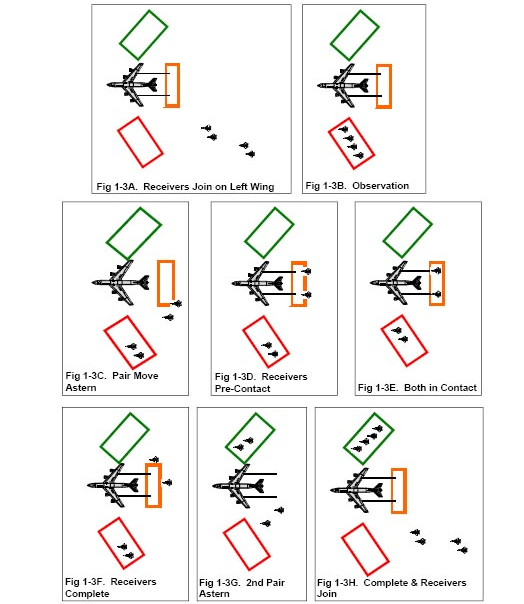 Fig 1-3A.  Receivers Join on Left Wing
Fig 1-3B.  Observation
Fig 1-3C.  Pair Move
Astern
Fig 1-3D.  Receivers
Pre-Contact
Fig 1-3E.  Both in Contact
Fig 1-3F.  Receivers
Complete
Fig 1-3G.  2nd Pair
Astern
Fig 1-3H.  Complete & Receivers
Join